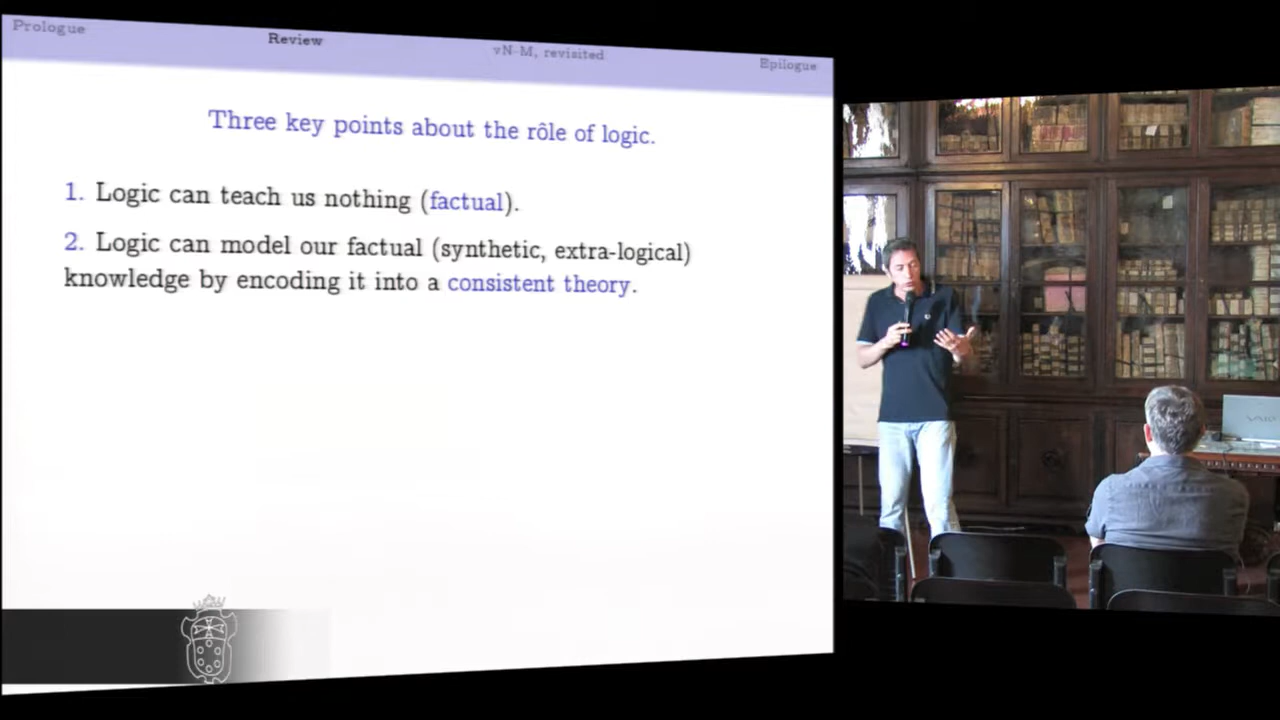 Prologue
Review
vN–M, revisited
Epilogue
Three key points about the rôle of logic.
1. Logic can teach us nothing (factual).
2. Logic can model our factual (synthetic, extra-logical)
knowledge by encoding it into a consistent theory.
VAIO